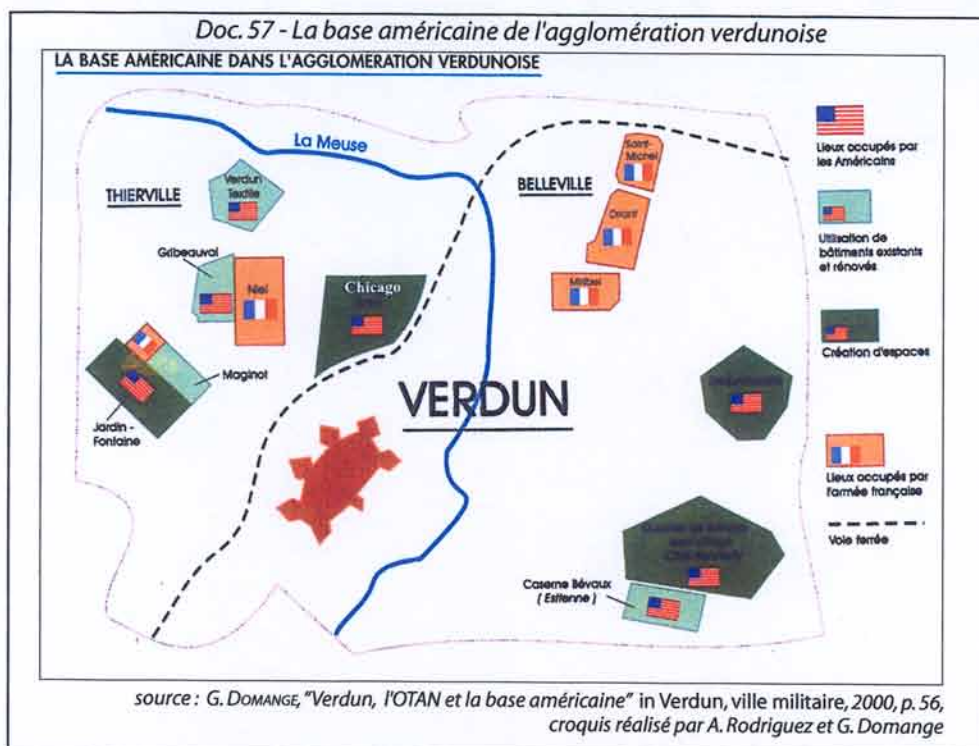 Doc. 57 - La base américaine de l'agglomération verdunoise
LA BASE AMÉRICAINE DANS L'AGGLOMERATION VERDUNOISE
La Meuse
THIERVILLE
Verdun
Textile
Gribeauval
Niel
Chicago
Maginot
Jardin -
Fontaine
BELLEVILLE
Saint-
Michel
Driant
Miribel
VERDUN
Caserne Bévaux
( Estienne )
Lieux occupés par
les Américains
Utilisation de
bâtiments existants
et rénovés
Création d'espaces
Lieux occupés par
l'armée française
Voie ferrée
source : G. DOMANGE, "Verdun, l'OTAN et la base américaine" in Verdun, ville militaire, 2000, p. 56,
croquis réalisé par A. Rodriguez et G. Domange